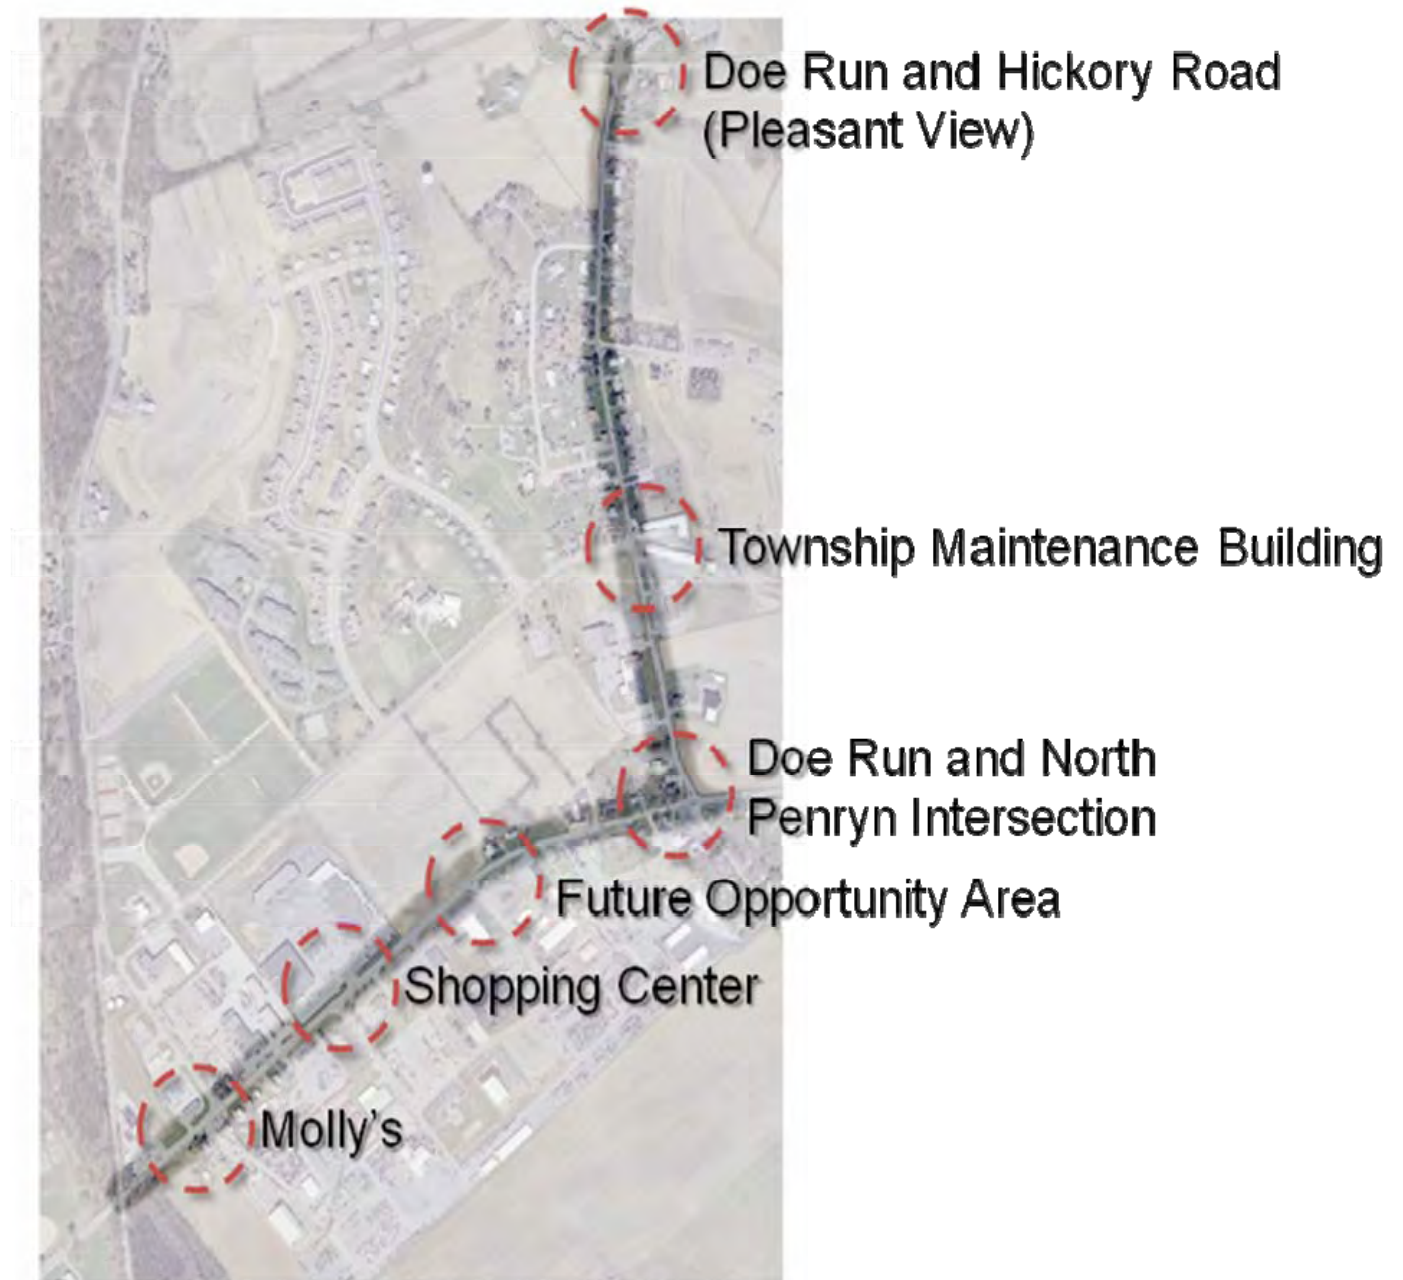 Doe Run and Hickory Road
(Pleasant View)
Township Maintenance Building
Doe Run and North
Penryn Intersection
Future Opportunity Area
Shopping Center
Molly's